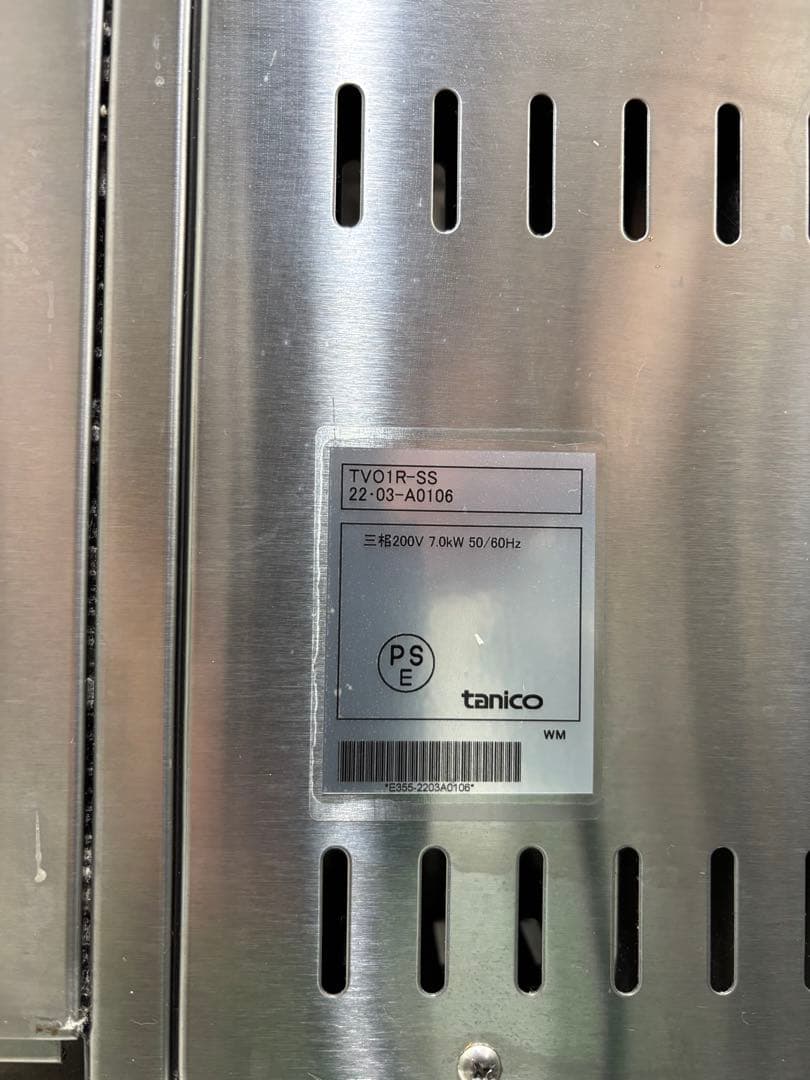 TVO1R-SS
22・03-A0106
三相200V 7.0kW 50/60Hz
PS
E
tanico
WM
*E355-2203A0106*